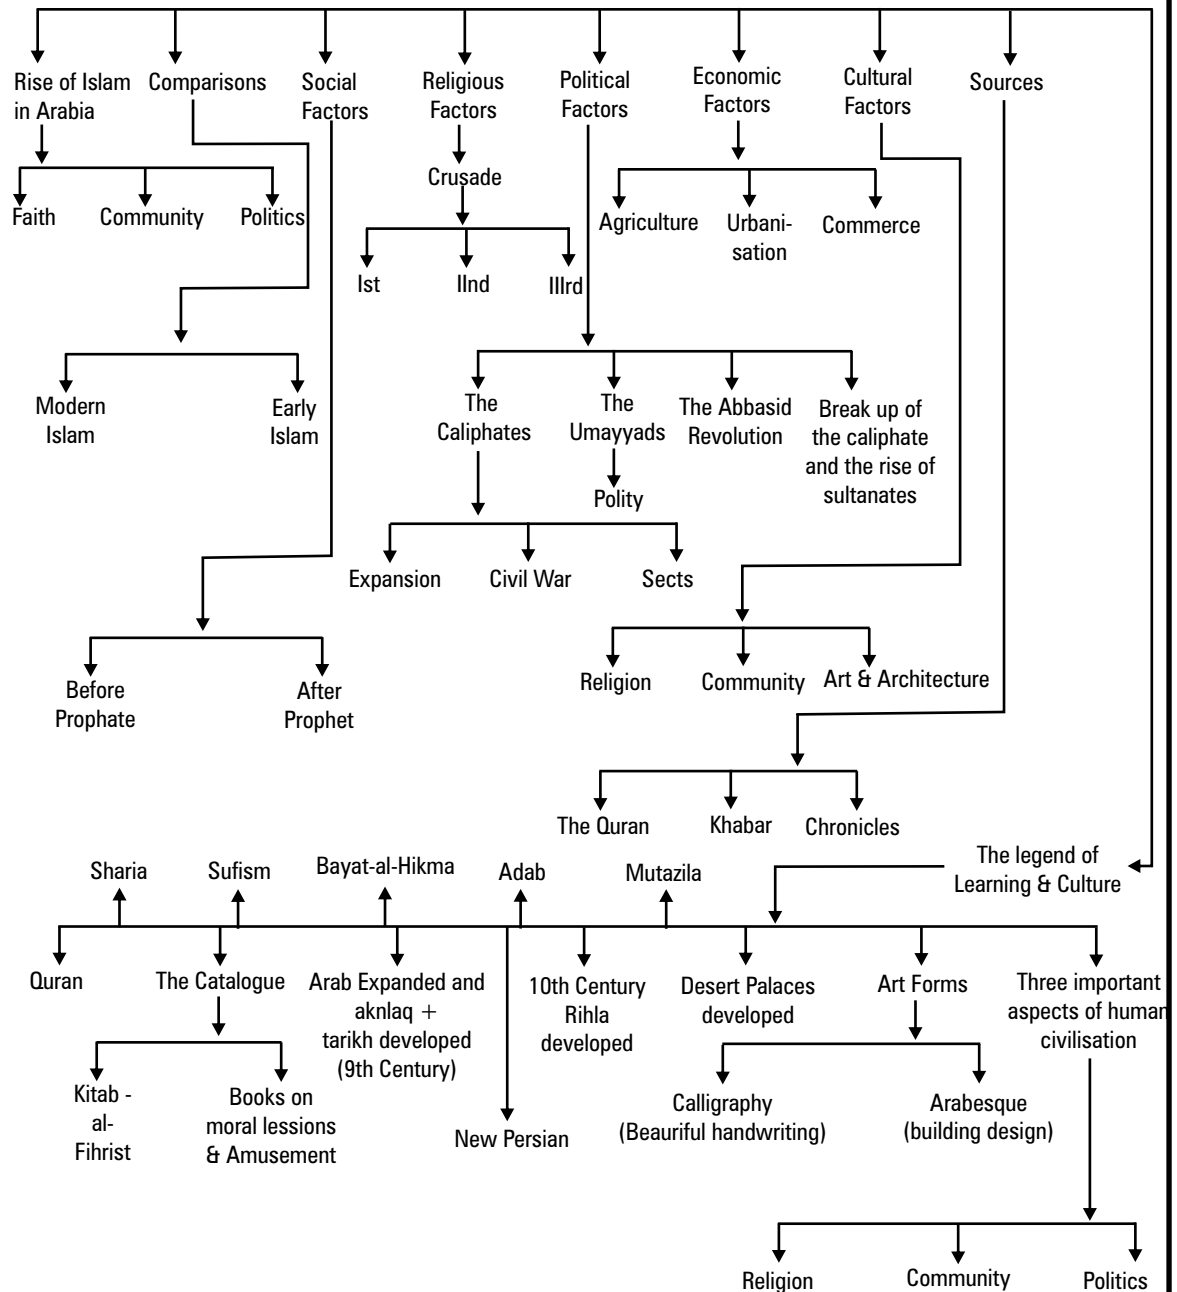 Rise of Islam
in Arabia
Comparisons
Social
Factors
Religious
Factors
Political
Factors
Economic
Factors
Cultural
Factors
Sources
Faith
Community
Politics
Crusade
Agriculture
Urbani-
sation
Commerce
Ist
IInd
IIIrd
Modern
Islam
Early
Islam
The
Caliphates
The
Umayyads
The Abbasid
Revolution
Break up of
the caliphate
and the rise of
sultanates
Polity
Expansion
Civil War
Sects
Before
Prophate
After
Prophet
Religion
Community
Art & Architecture
The Quran
Khabar
Chronicles
The legend of
Learning & Culture
Sharia
Sufism
Bayat-al-Hikma
Adab
Mutazila
Quran
The Catalogue
Arab Expanded and
aknlaq +
tarikh developed
(9th Century)
10th Century
Rihla
developed
Desert Palaces
developed
Art Forms
Three important
aspects of human
civilisation
Kitab -
al-
Fihrist
Books on
moral lessions
& Amusement
New Persian
Calligraphy
(Beauriful handwriting)
Arabesque
(building design)
Religion
Community
Politics